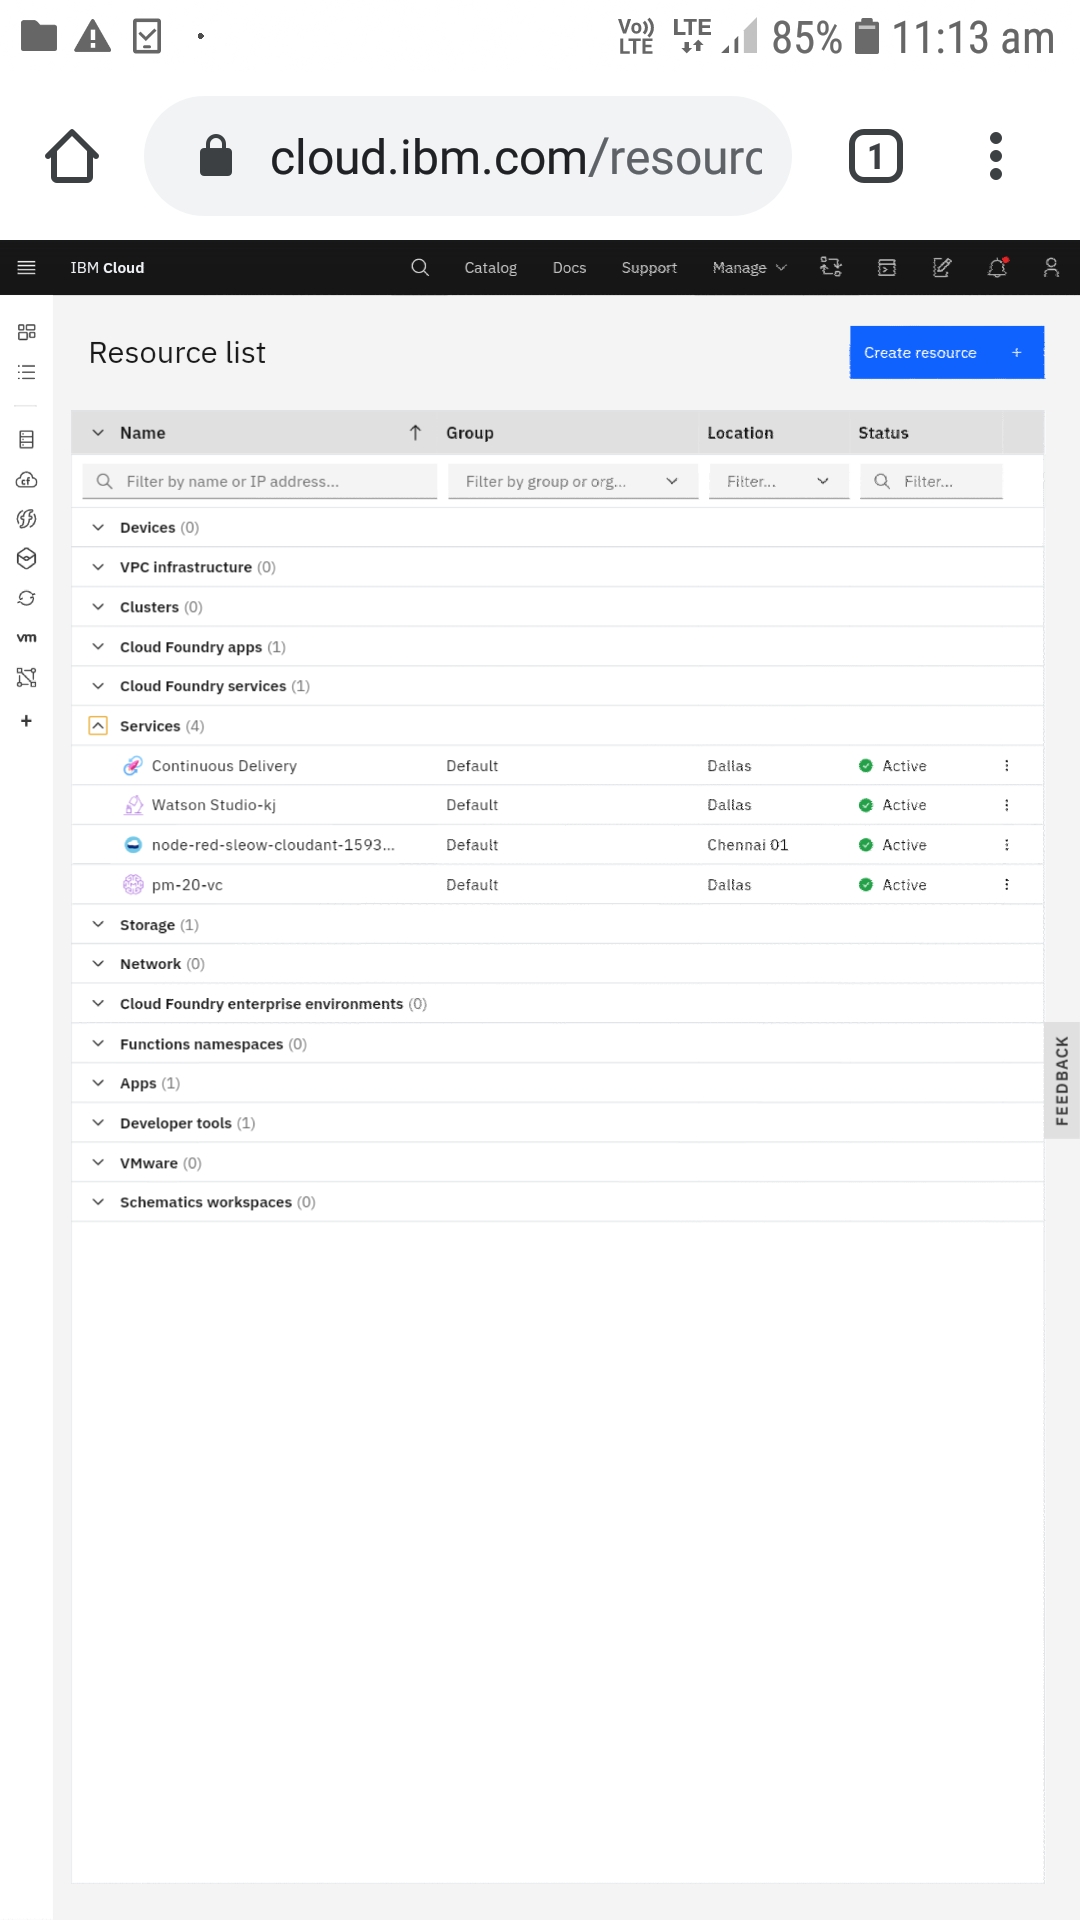 Vo)) LTE LTE 85% 11:13 am
cloud.ibm.com/resourc 1
IBM Cloud Catalog Docs Support Manage
Resource list Create resource +
Name Group Location Status
Filter by name or IP address... Filter by group or org... Filter... Filter...
Devices (0)
VPC infrastructure (0)
Clusters (0)
Cloud Foundry apps (1)
Cloud Foundry services (1)
Services (4)
Continuous Delivery Default Dallas Active
Watson Studio-kj Default Dallas Active
node-red-sleow-cloudant-1593... Default Chennai 01 Active
pm-20-vc Default Dallas Active
Storage (1)
Network (0)
Cloud Foundry enterprise environments (0)
Functions namespaces (0)
Apps (1)
Developer tools (1)
VMware (0)
Schematics workspaces (0)
cf
vm
+
FEEDBACK